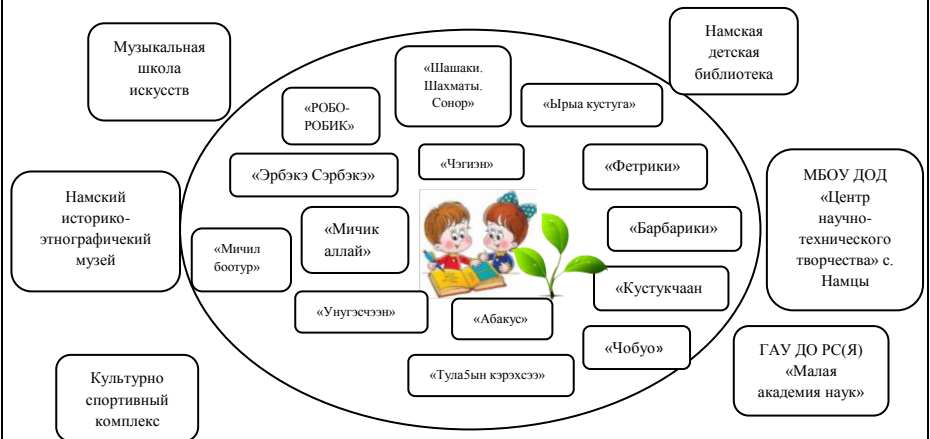 Музыкальная
школа
искусств
Намская
детская
библиотека
«Шашаки.
Шахматы.
Сонор»
«РОБО-
РОБИК»
«Ырыа кустуга»
«Эрбэкэ Сэрбэкэ»
«Чэгиэн»
«Фетрики»
Намский
историко-
этнографичекий
музей
МБОУ ДОД
«Центр
научно-
технического
творчества» с.
Намцы
«Мичил
боотур»
«Мичик
аллай»
«Барбарики»
«Кустукчаан
«Унугэсчээн»
«Абакус»
«Чобуо»
«Тула5ын кэрэхсээ»
Культурно
спортивный
комплекс
ГАУ ДО РС(Я)
«Малая
академия наук»